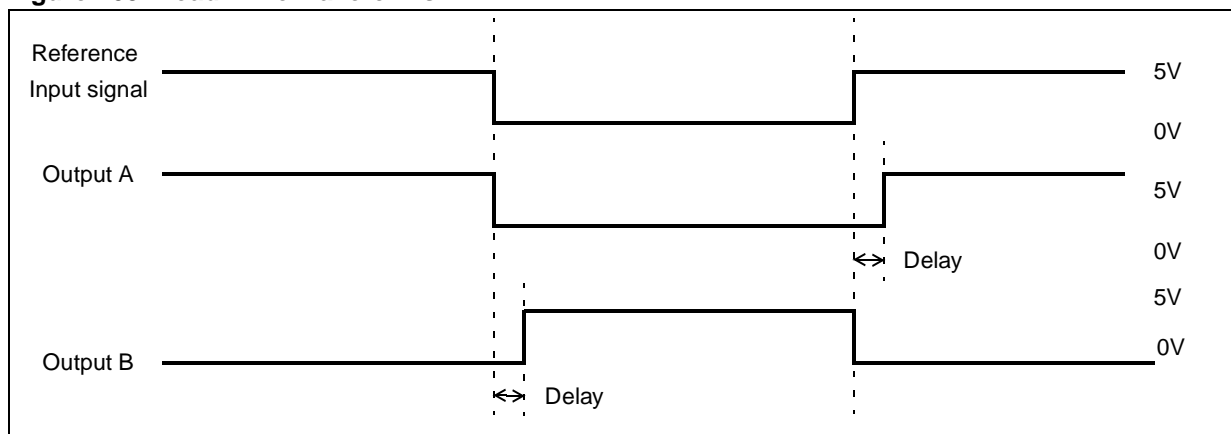 Reference
Input signal
5V
0V
Output A
5V
0V
Delay
5V
0V
Output B
Delay